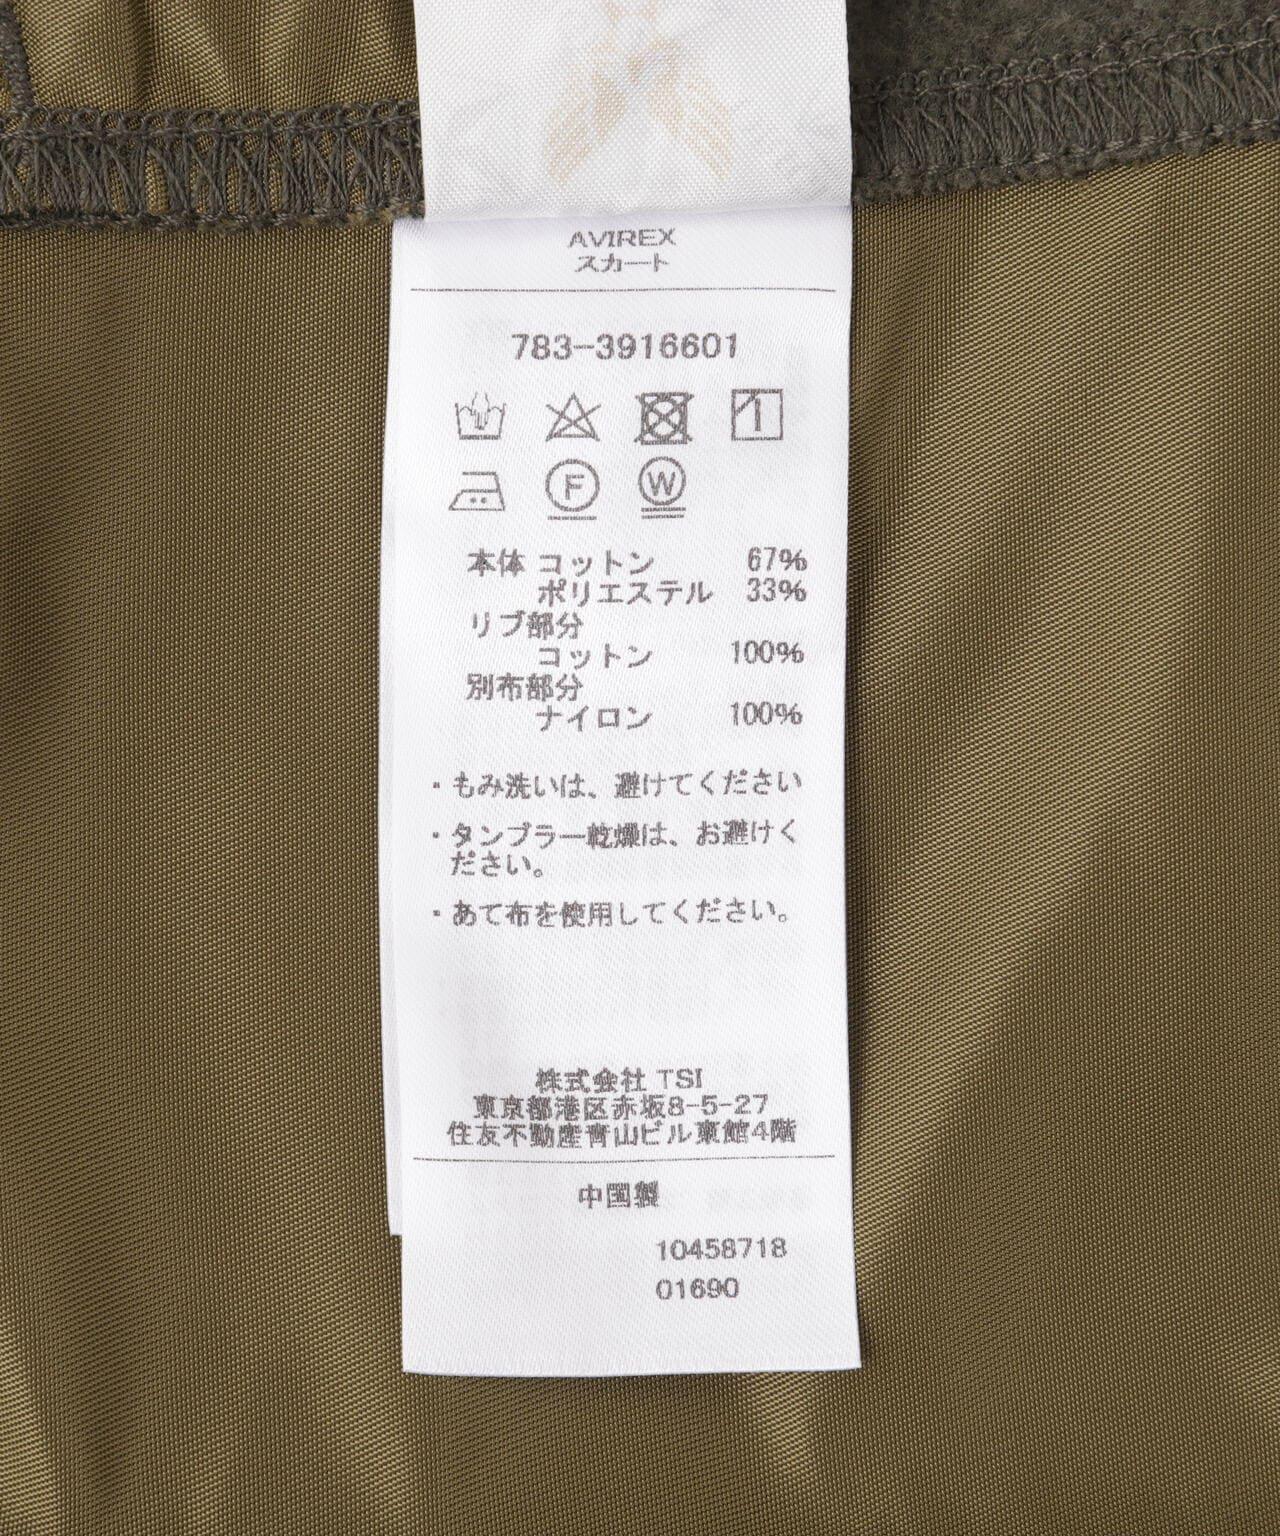 AVIREX
スカート
783-3916601
F W
本体 コットン 67%
ポリエステル 33%
リブ部分
コットン 100%
別布部分
ナイロン 100%
・もみ洗いは、避けてください
・タンブラー乾燥は、お避けく
ださい。
・あて布を使用してください。
株式会社 TSI
東京都港区赤坂8-5-27
住友不動産青山ビル東館4階
中国製
10458718
01690